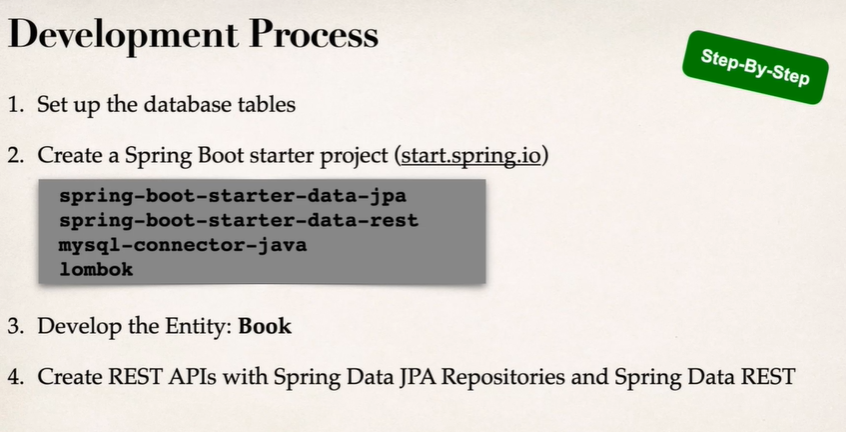 Development Process
Step-By-Step
1. Set up the database tables
2. Create a Spring Boot starter project (start.spring.io)
spring-boot-starter-data-jpa
spring-boot-starter-data-rest
mysql-connector-java
lombok
3. Develop the Entity: Book
4. Create REST APIs with Spring Data JPA Repositories and Spring Data REST